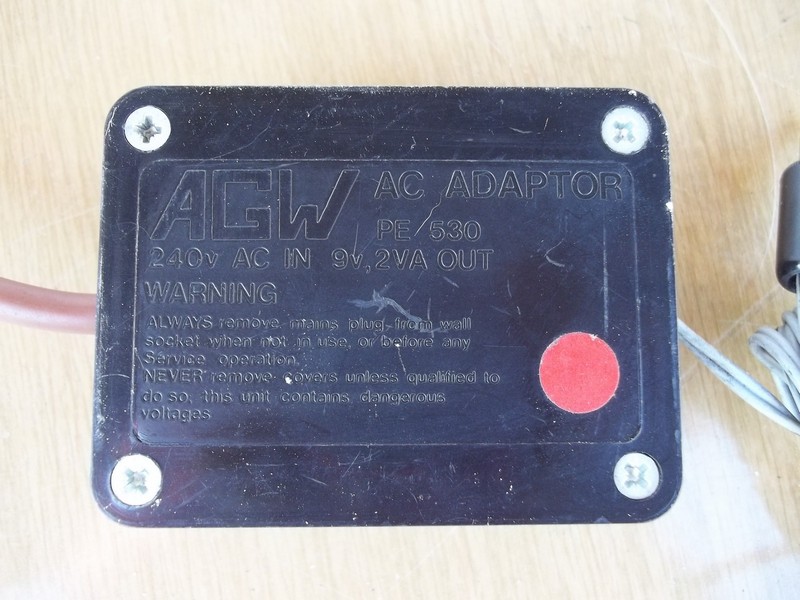 AGW AC ADAPTOR
PE 530
240v AC IN 9v,2VA OUT
WARNING
ALWAYS remove mains plug from wall
socket when not in use, or before any
Service operation.
NEVER remove covers unless qualified to
do so, this unit contains dangerous
voltages